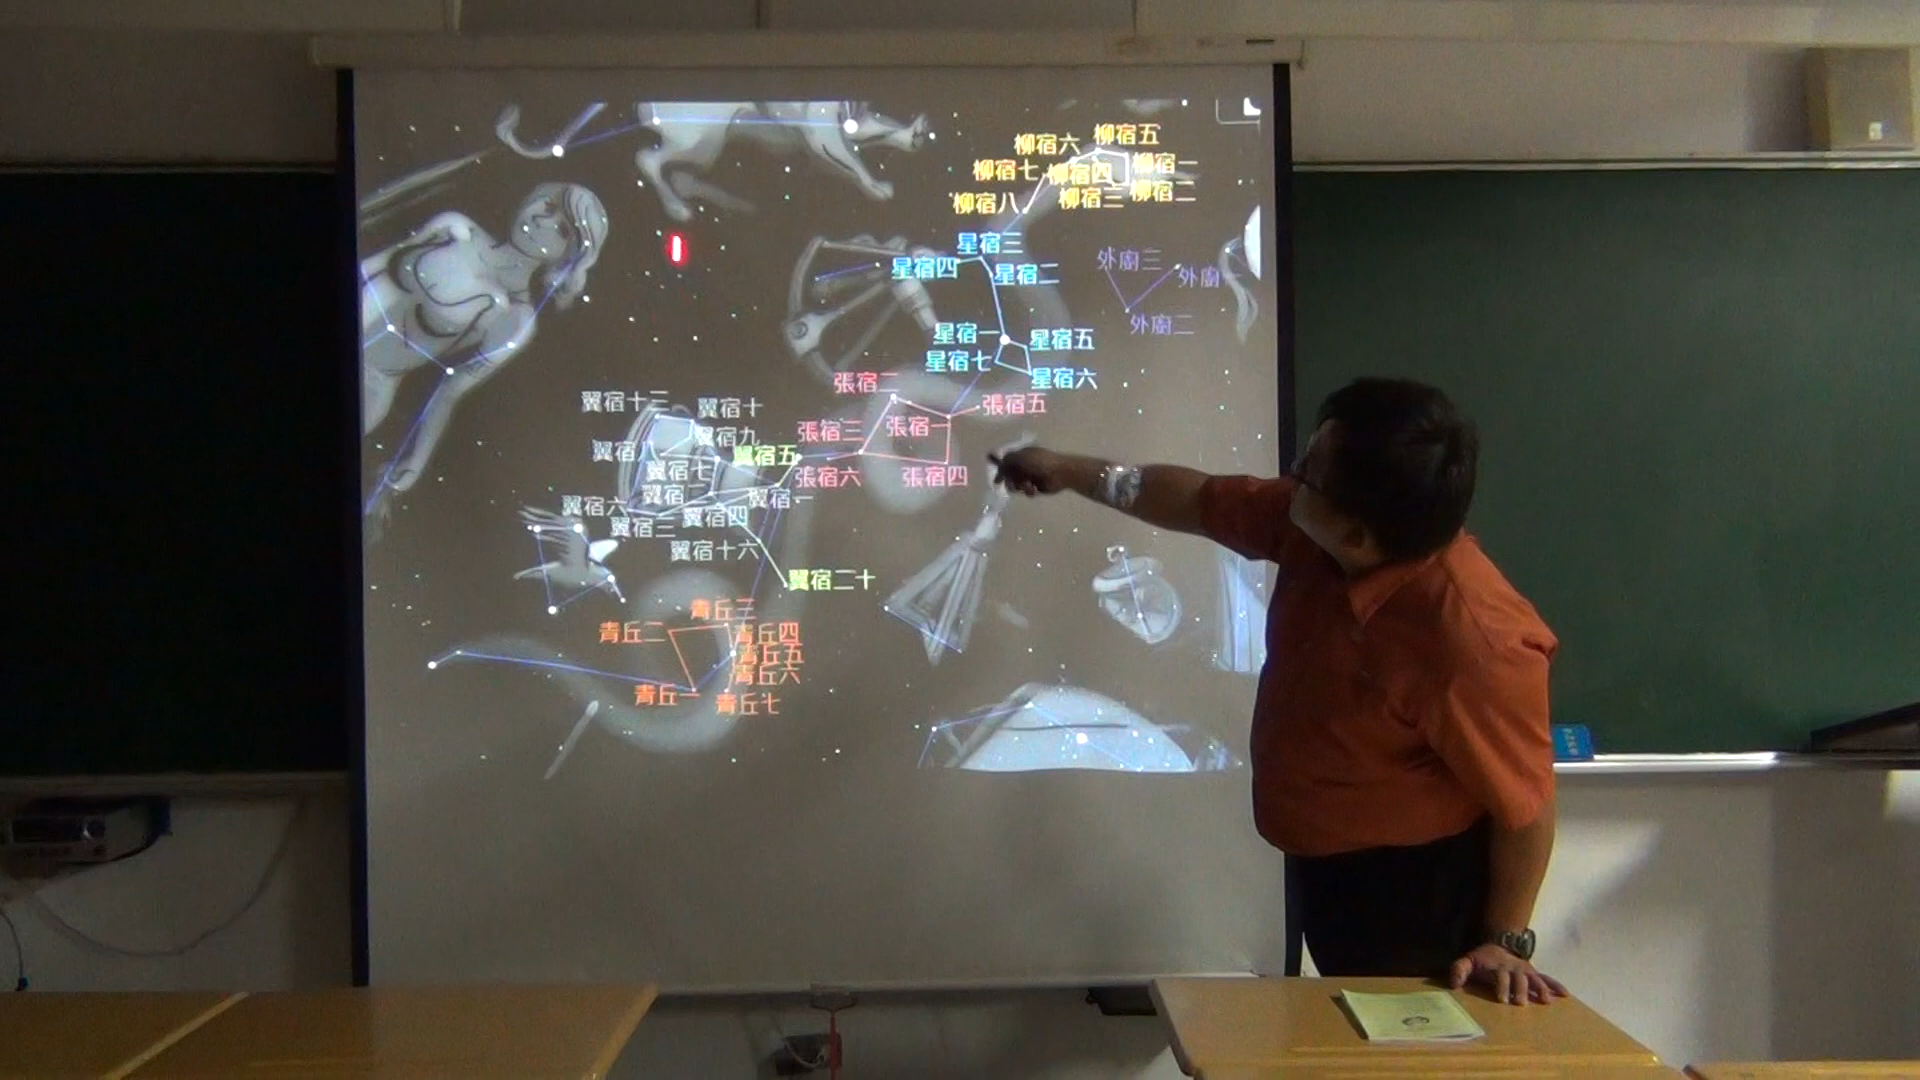 柳宿五
柳宿六
柳宿一
柳宿七
柳宿四
柳宿二
柳宿三
柳宿八
星宿三
星宿四
星宿二
外廚三
外廚
外廚二
星宿一
星宿五
星宿七
星宿六
張宿二
張宿五
張宿一
張宿三
張宿六
張宿四
翼宿十三
翼宿十
翼宿九
翼宿八
翼宿五
翼宿七
翼宿二
翼宿一
翼宿六
翼宿四
翼宿三
翼宿十六
翼宿二十
青丘三
青丘二
青丘四
青丘五
青丘六
青丘一
青丘七